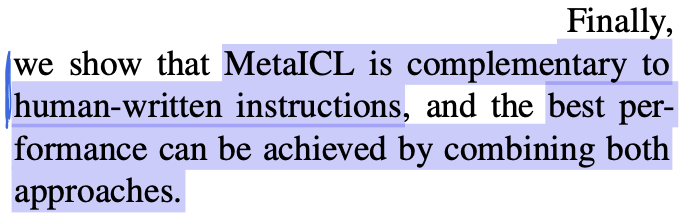 Finally,
we show that MetaICL is complementary to
human-written instructions, and the best per-
formance can be achieved by combining both
approaches.